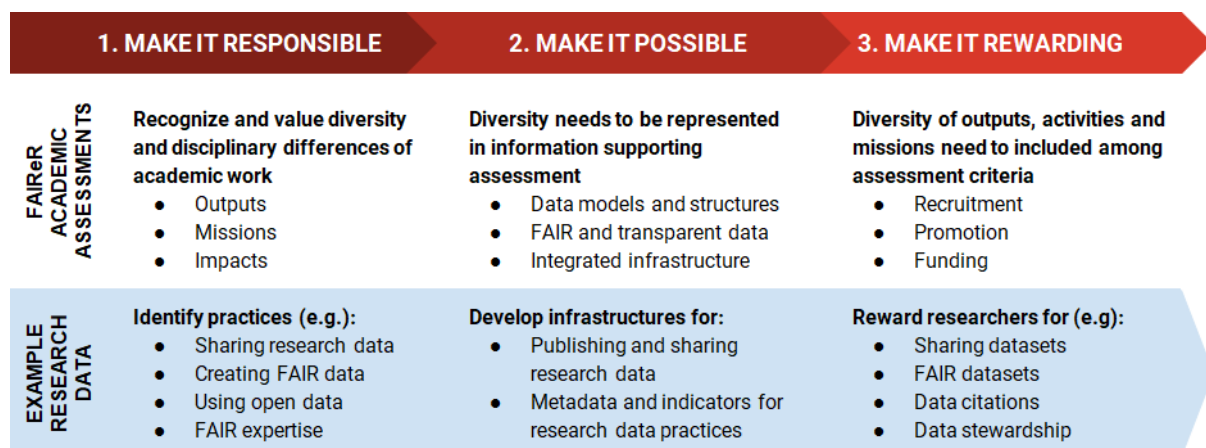 1. MAKE IT RESPONSIBLE
2. MAKE IT POSSIBLE
3. MAKE IT REWARDING
FAIReR
ACADEMIC
ASSESSMENTS
Recognize and value diversity
and disciplinary differences of
academic work
● Outputs
● Missions
● Impacts
Diversity needs to be represented
in information supporting
assessment
● Data models and structures
● FAIR and transparent data
● Integrated infrastructure
Diversity of outputs, activities and
missions need to included among
assessment criteria
● Recruitment
● Promotion
● Funding
EXAMPLE
RESEARCH
DATA
Identify practices (e.g.):
● Sharing research data
● Creating FAIR data
● Using open data
● FAIR expertise
Develop infrastructures for:
● Publishing and sharing
research data
● Metadata and indicators for
research data practices
Reward researchers for (e.g):
● Sharing datasets
● FAIR datasets
● Data citations
● Data stewardship